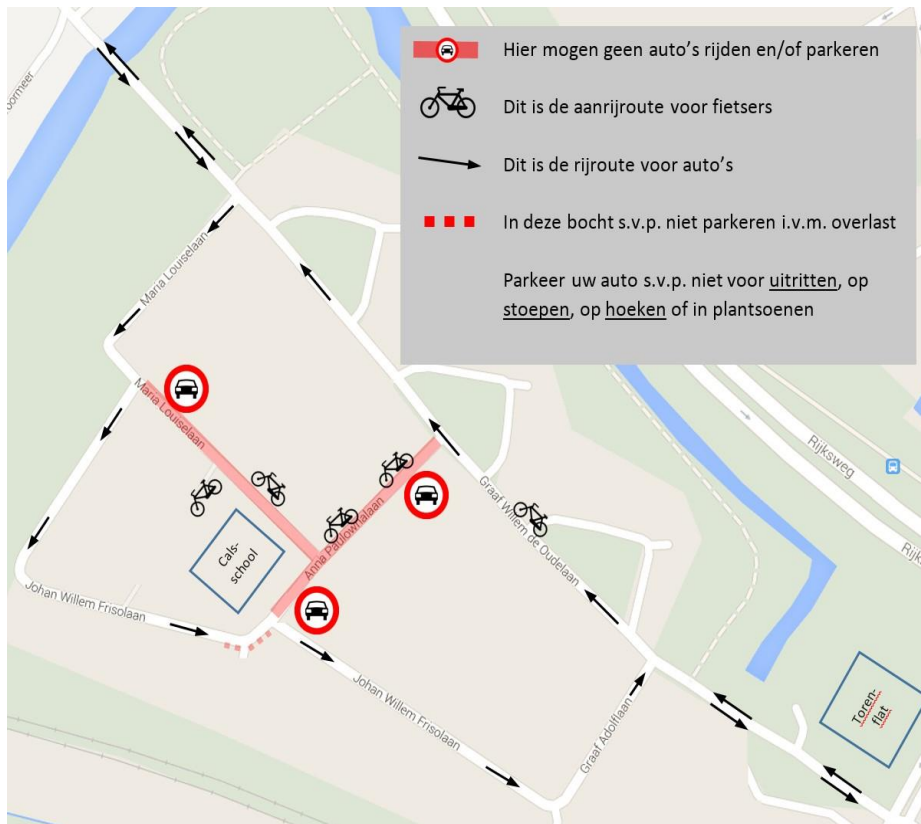 Hier mogen geen auto's rijden en/of parkeren
Dit is de aanrijroute voor fietsers
Dit is de rijroute voor auto's
In deze bocht s.v.p. niet parkeren i.v.m. overlast
Parkeer uw auto s.v.p. niet voor uitritten, op
stoepen, op hoeken of in plantsoenen
Maria Louiselaan
Maria Louiselaan
Rijksweg
Graaf Willem de Oudelaan
Anna Paulownalaan
Cals-
school
Johan Willem Frisolaan
Johan Willem Frisolaan
Graaf Adolflaan
Toren-
flat